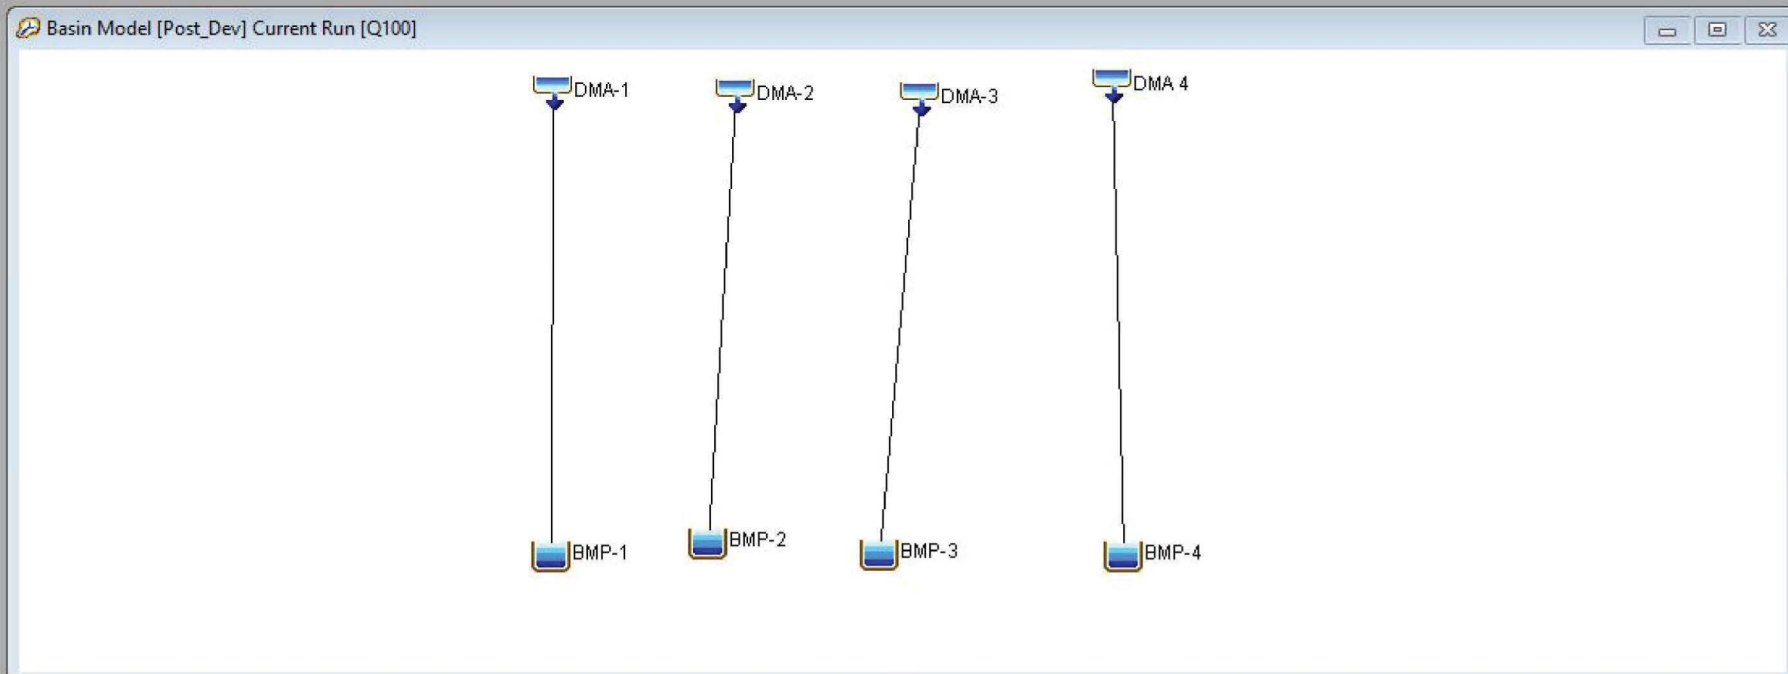 Basin Model [Post_Dev] Current Run [Q100]
DMA-1
DMA-2
DMA-3
DMA 4
BMP-1
BMP-2
BMP-3
BMP-4